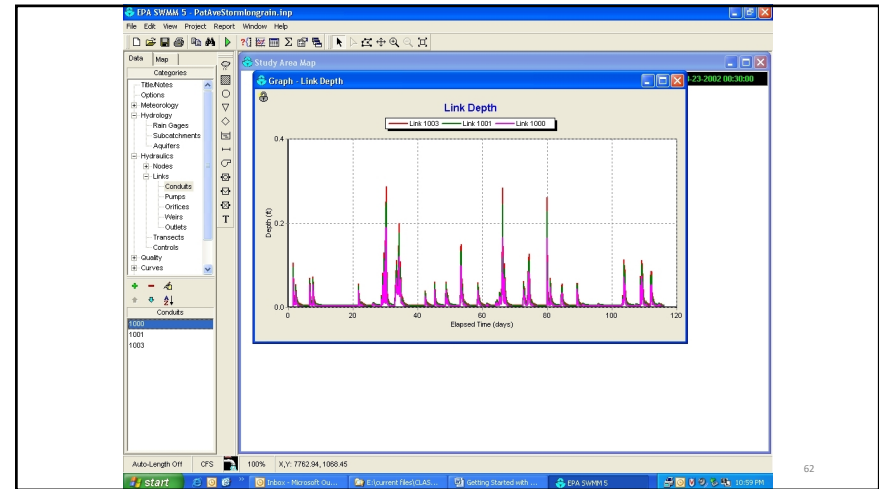 EPA SWMM 5 - PatAveStormlongrain.inp
File Edit View Project Report Window Help
Data Map
Categories
Title/Notes
Options
Meteorology
Hydrology
Rain Gages
Subcatchments
Aquifers
Hydraulics
Nodes
Links
Conduits
Pumps
Orifices
Weirs
Outlets
Transects
Controls
Quality
Curves
Conduits
1000
1001
1003
T
Study Area Map
-23-2002 00:30:00
Graph - Link Depth
Link Depth
Link 1003 Link 1001 Link 1000
0.4
0.2
0.0
Depth (ft)
0 20 40 60 80 100 120
Elapsed Time (days)
Auto-Length Off CFS 100% X,Y: 7762.94, 1068.45
start Inbox - Microsoft Ou... E:\current files\CLAS... Getting Started with ... EPA SWMM 5 10:59 PM
62